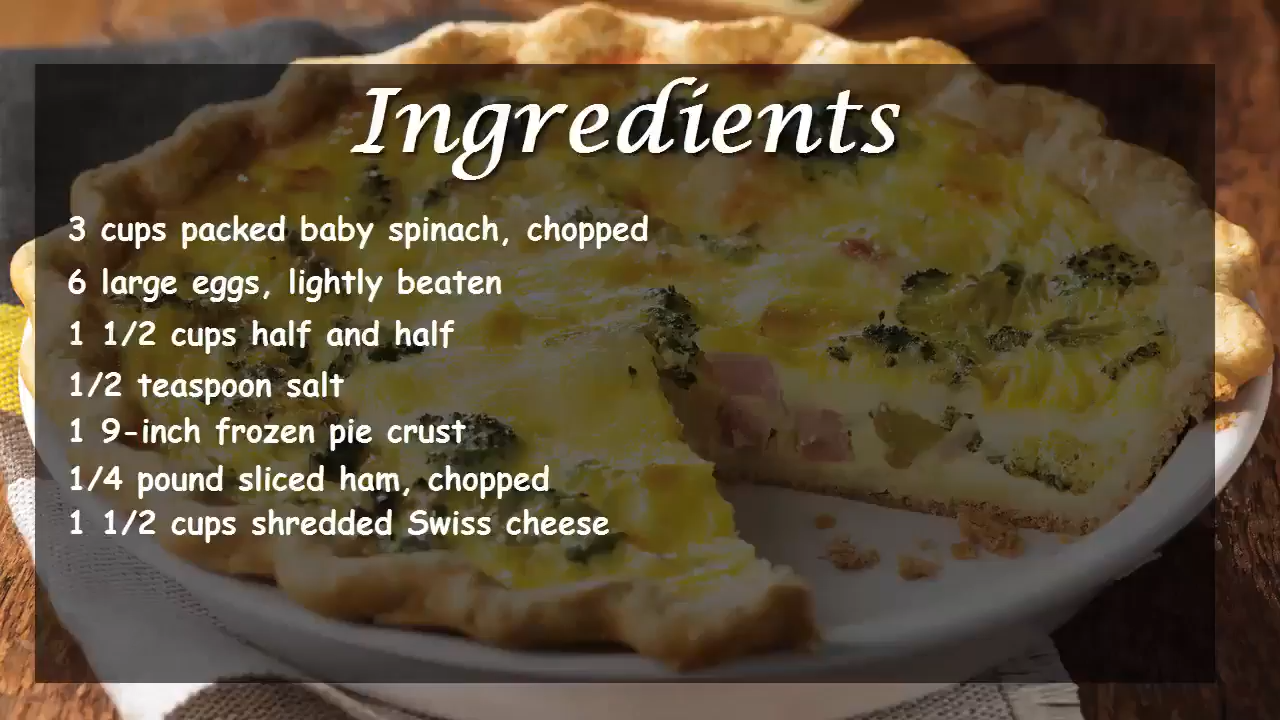 Ingredients
3 cups packed baby spinach, chopped
6 large eggs, lightly beaten
1 1/2 cups half and half
1/2 teaspoon salt
1 9-inch frozen pie crust
1/4 pound sliced ham, chopped
1 1/2 cups shredded Swiss cheese